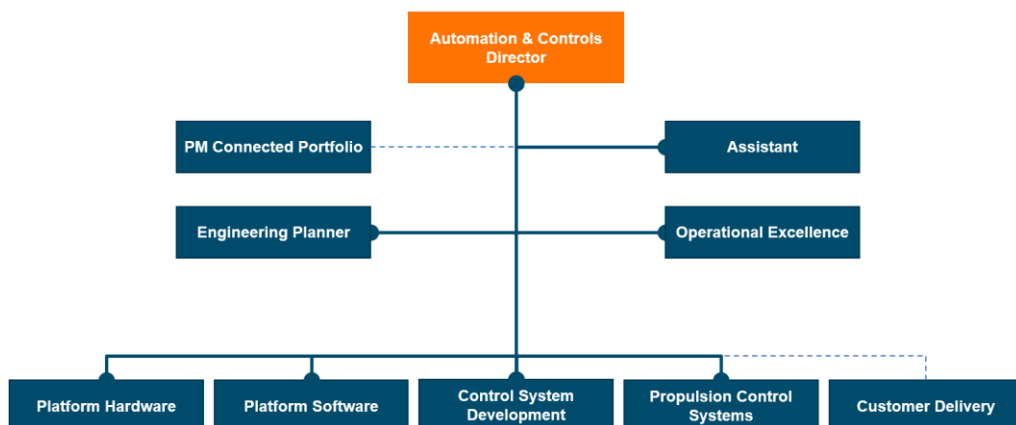 Automation & Controls
Director
PM Connected Portfolio
Assistant
Engineering Planner
Operational Excellence
Platform Hardware
Platform Software
Control System
Development
Propulsion Control
Systems
Customer Delivery